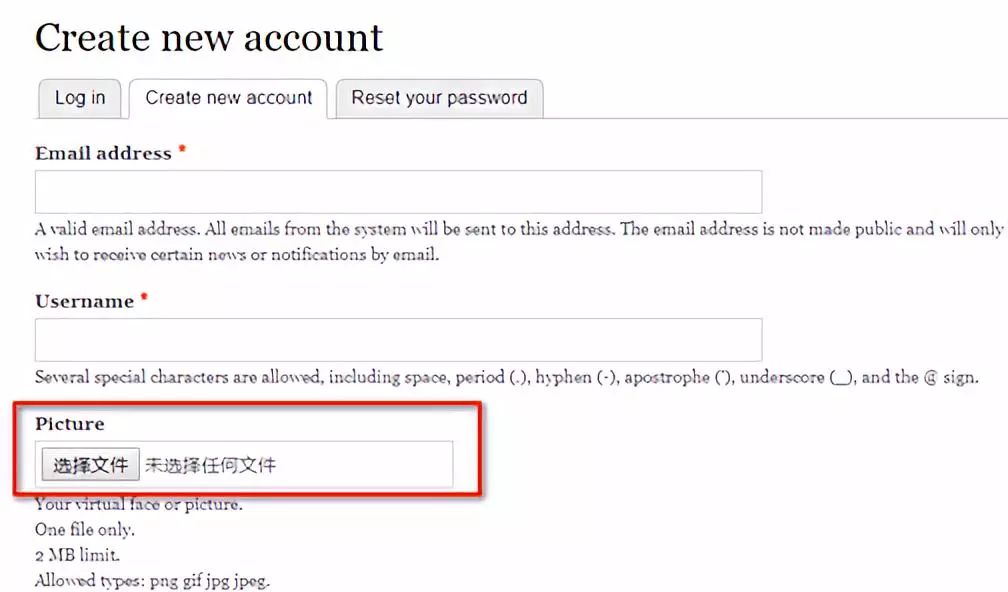 Create new account
Log in
Create new account
Reset your password
Email address *
A valid email address. All emails from the system will be sent to this address. The email address is not made public and will only
wish to receive certain news or notifications by email.
Username *
Several special characters are allowed, including space, period (.), hyphen (-), apostrophe ('), underscore (_), and the @ sign.
Picture
选择文件 未选择任何文件
Your virtual face or picture.
One file only.
2 MB limit.
Allowed types: png gif jpg jpeg.